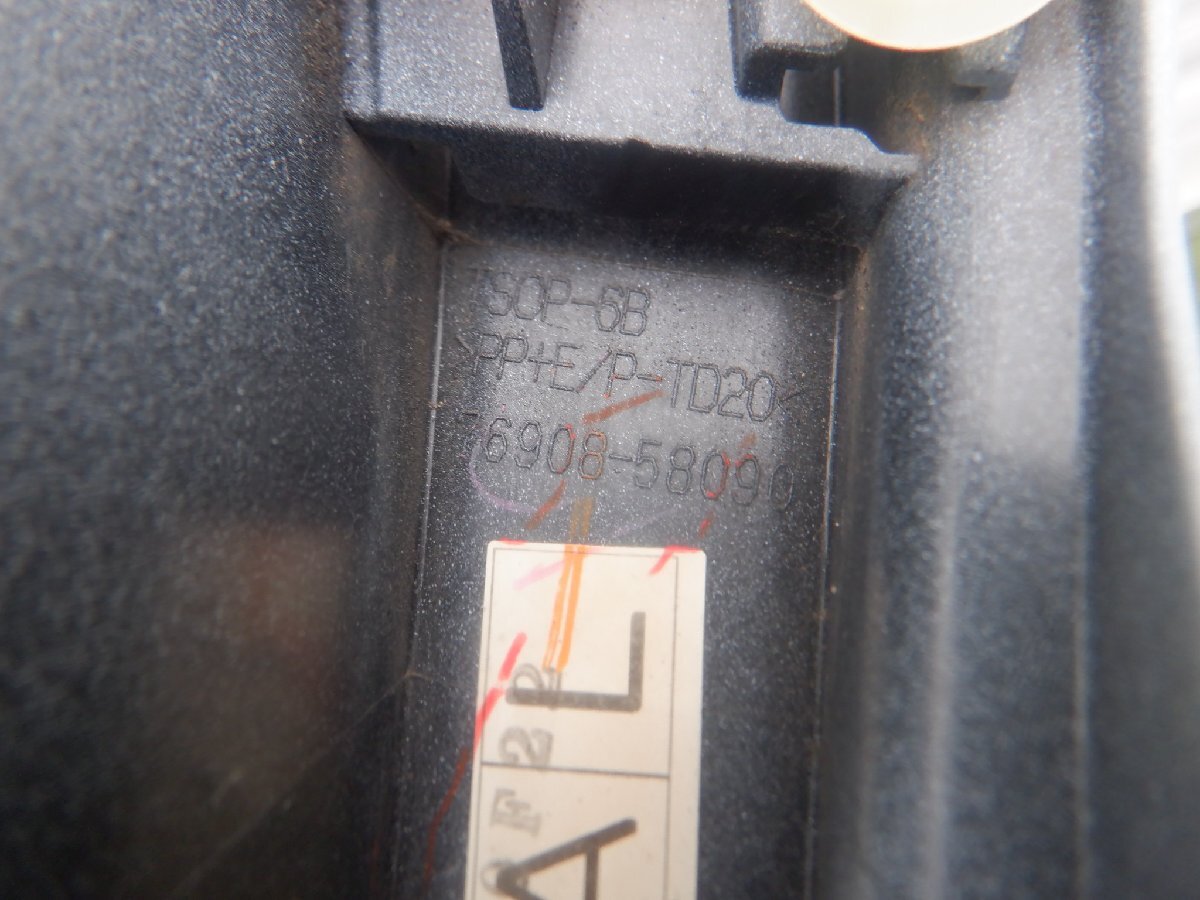 TSOP-6B
>PP+E/P-TD20<
76908-58090
L
A